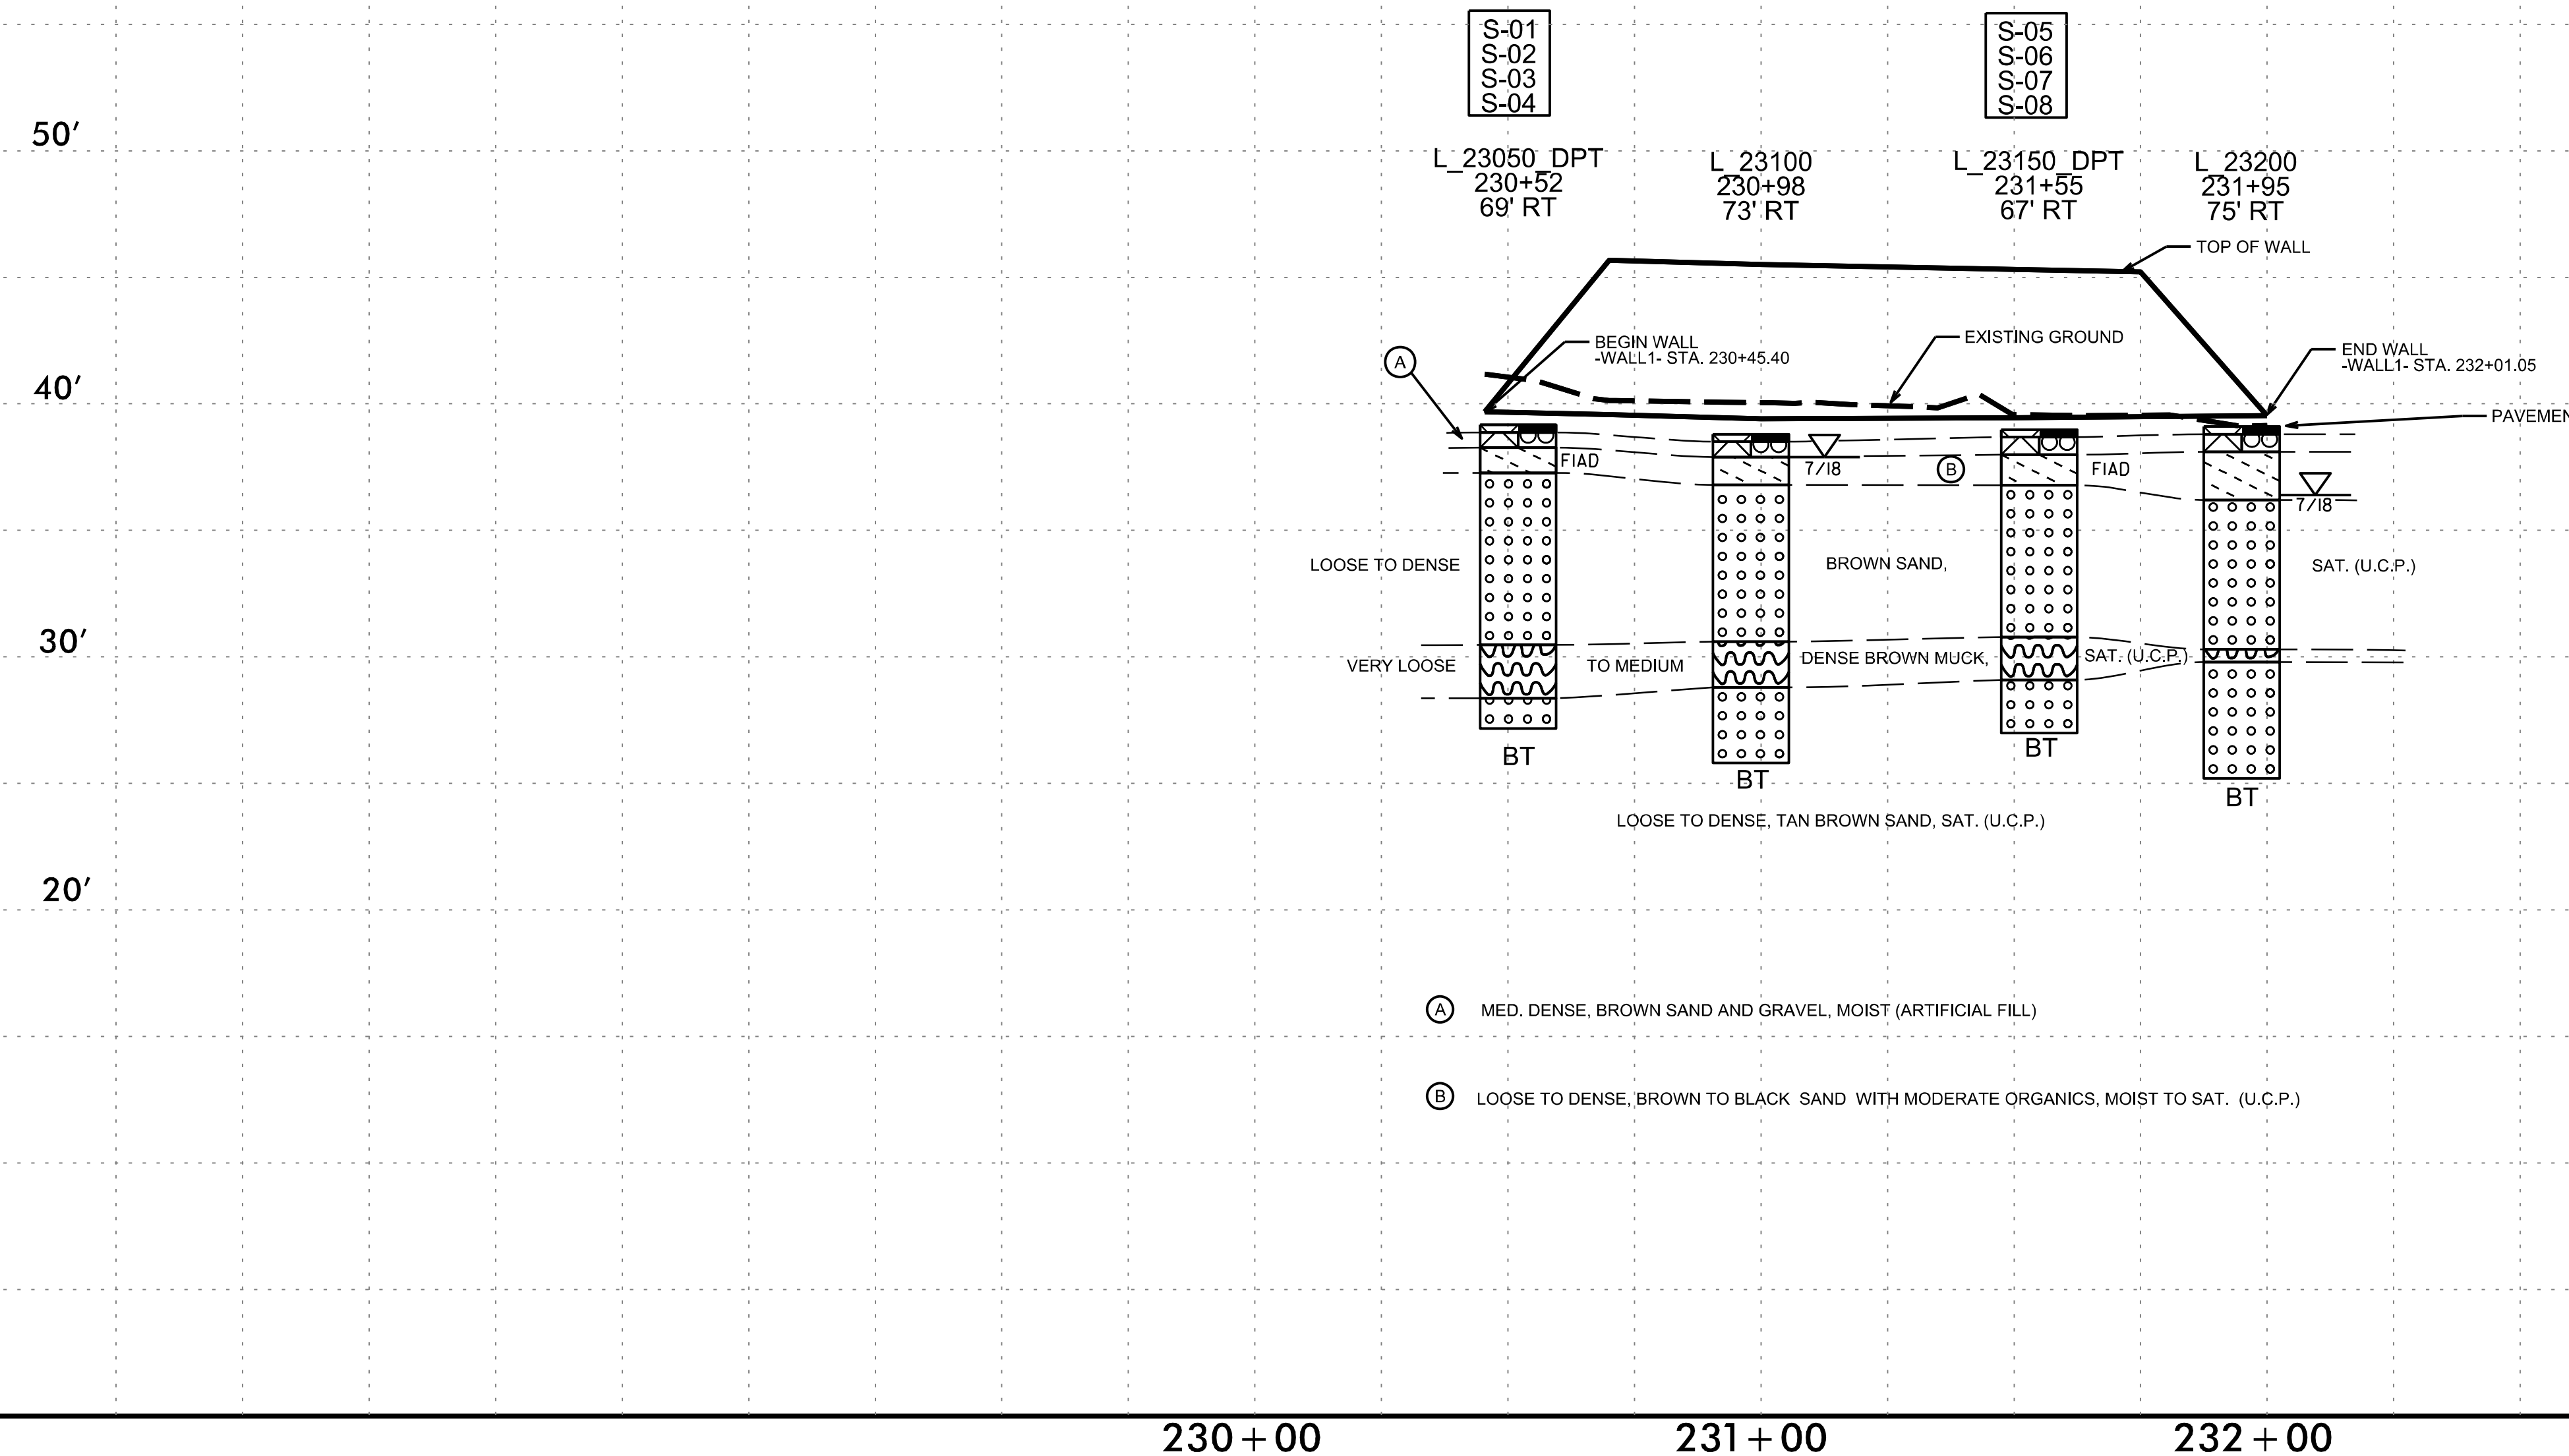 S-01
S-02
S-03
S-04
S-05
S-06
S-07
S-08
50'
L_23050_DPT
230+52
69' RT
L_23100
230+98
73' RT
L_23150_DPT
231+55
67' RT
L_23200
231+95
75' RT
TOP OF WALL
BEGIN WALL
-WALL1- STA. 230+45.40
EXISTING GROUND
END WALL
-WALL1- STA. 232+01.05
A
40'
PAVEMEN
FIAD
7/18
B
FIAD
7/18
LOOSE TO DENSE
BROWN SAND,
SAT. (U.C.P.)
30'
VERY LOOSE
TO MEDIUM
DENSE BROWN MUCK,
SAT. (U.C.P.)
BT
BT
BT
BT
LOOSE TO DENSE, TAN BROWN SAND, SAT. (U.C.P.)
20'
A MED. DENSE, BROWN SAND AND GRAVEL, MOIST (ARTIFICIAL FILL)
B LOOSE TO DENSE, BROWN TO BLACK SAND WITH MODERATE ORGANICS, MOIST TO SAT. (U.C.P.)
230+00
231+00
232+00